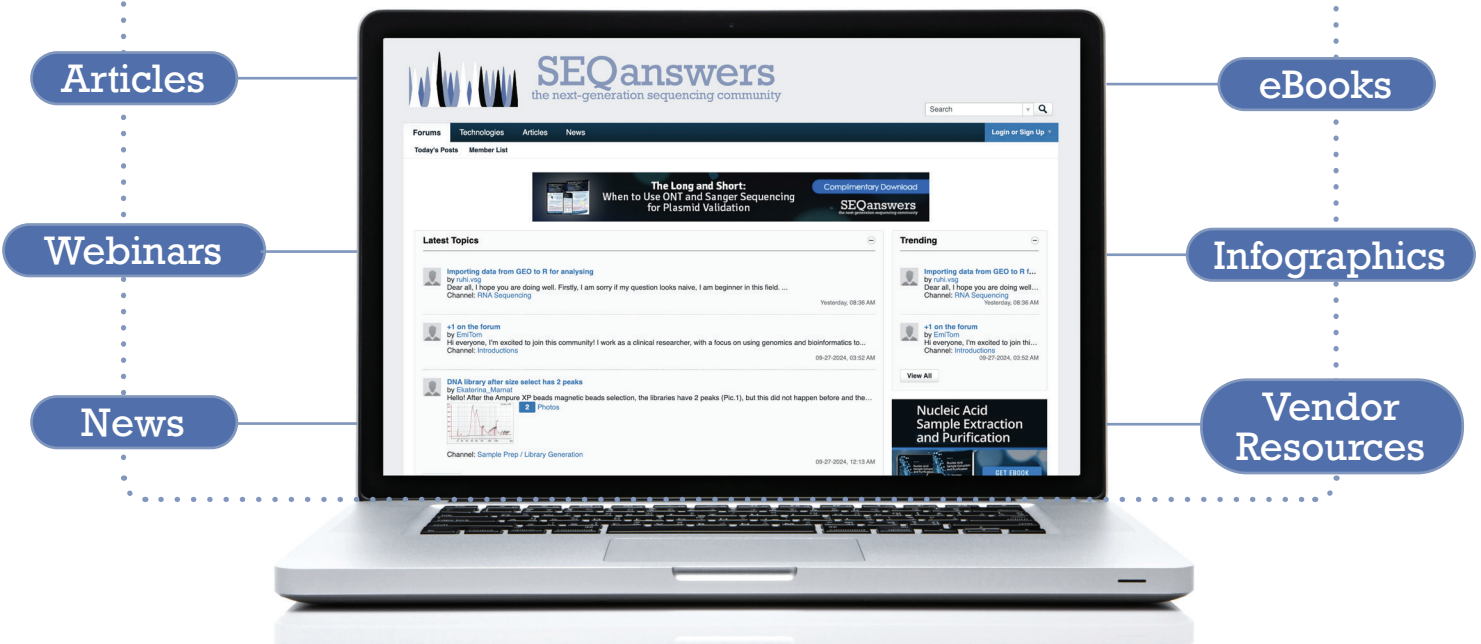 Articles
Webinars
News
SEQanswers
the next-generation sequencing community
Search
Forums Technologies Articles News Login or Sign Up
Today's Posts Member List
The Long and Short:
When to Use ONT and Sanger Sequencing
for Plasmid Validation
Complimentary Download
SEQanswers
the next-generation sequencing community
Latest Topics
Importing data from GEO to R for analysing
by ruhi.vsg
Dear all, I hope you are doing well. Firstly, I am sorry if my question looks naive, I am beginner in this field. ...
Channel: RNA Sequencing
Yesterday, 08:36 AM
+1 on the forum
by EmiTom
Hi everyone, I'm excited to join this community! I work as a clinical researcher, with a focus on using genomics and bioinformatics to...
Channel: Introductions
09-27-2024, 03:52 AM
DNA library after size select has 2 peaks
by Ekaterina_Marnat
Hello! After the Ampure XP beads magnetic beads selection, the libraries have 2 peaks (Pic.1), but this did not happen before and the...
2 Photos
Channel: Sample Prep / Library Generation
09-27-2024, 12:13 AM
Trending
Importing data from GEO to R f...
by ruhi.vsg
Dear all, I hope you are doing well...
Channel: RNA Sequencing
Yesterday, 08:36 AM
+1 on the forum
by EmiTom
Hi everyone, I'm excited to join thi...
Channel: Introductions
09-27-2024, 03:52 AM
View All
Nucleic Acid
Sample Extraction
and Purification
GET EBOOK
eBooks
Infographics
Vendor
Resources